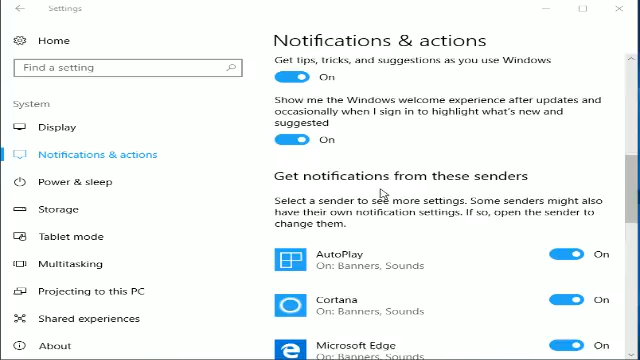 Settings
Home
Find a setting
System
Display
Notifications & actions
Power & sleep
Storage
Tablet mode
Multitasking
Projecting to this PC
Shared experiences
About
Notifications & actions
Get tips, tricks, and suggestions as you use Windows
On
Show me the Windows welcome experience after updates and
occasionally when I sign in to highlight what's new and
suggested
On
Get notifications from these senders
Select a sender to see more settings. Some senders might also
have their own notification settings. If so, open the sender to
change them.
AutoPlay
On: Banners, Sounds
On
Cortana
On: Banners, Sounds
On
Microsoft Edge
On: Banners, Sounds
On